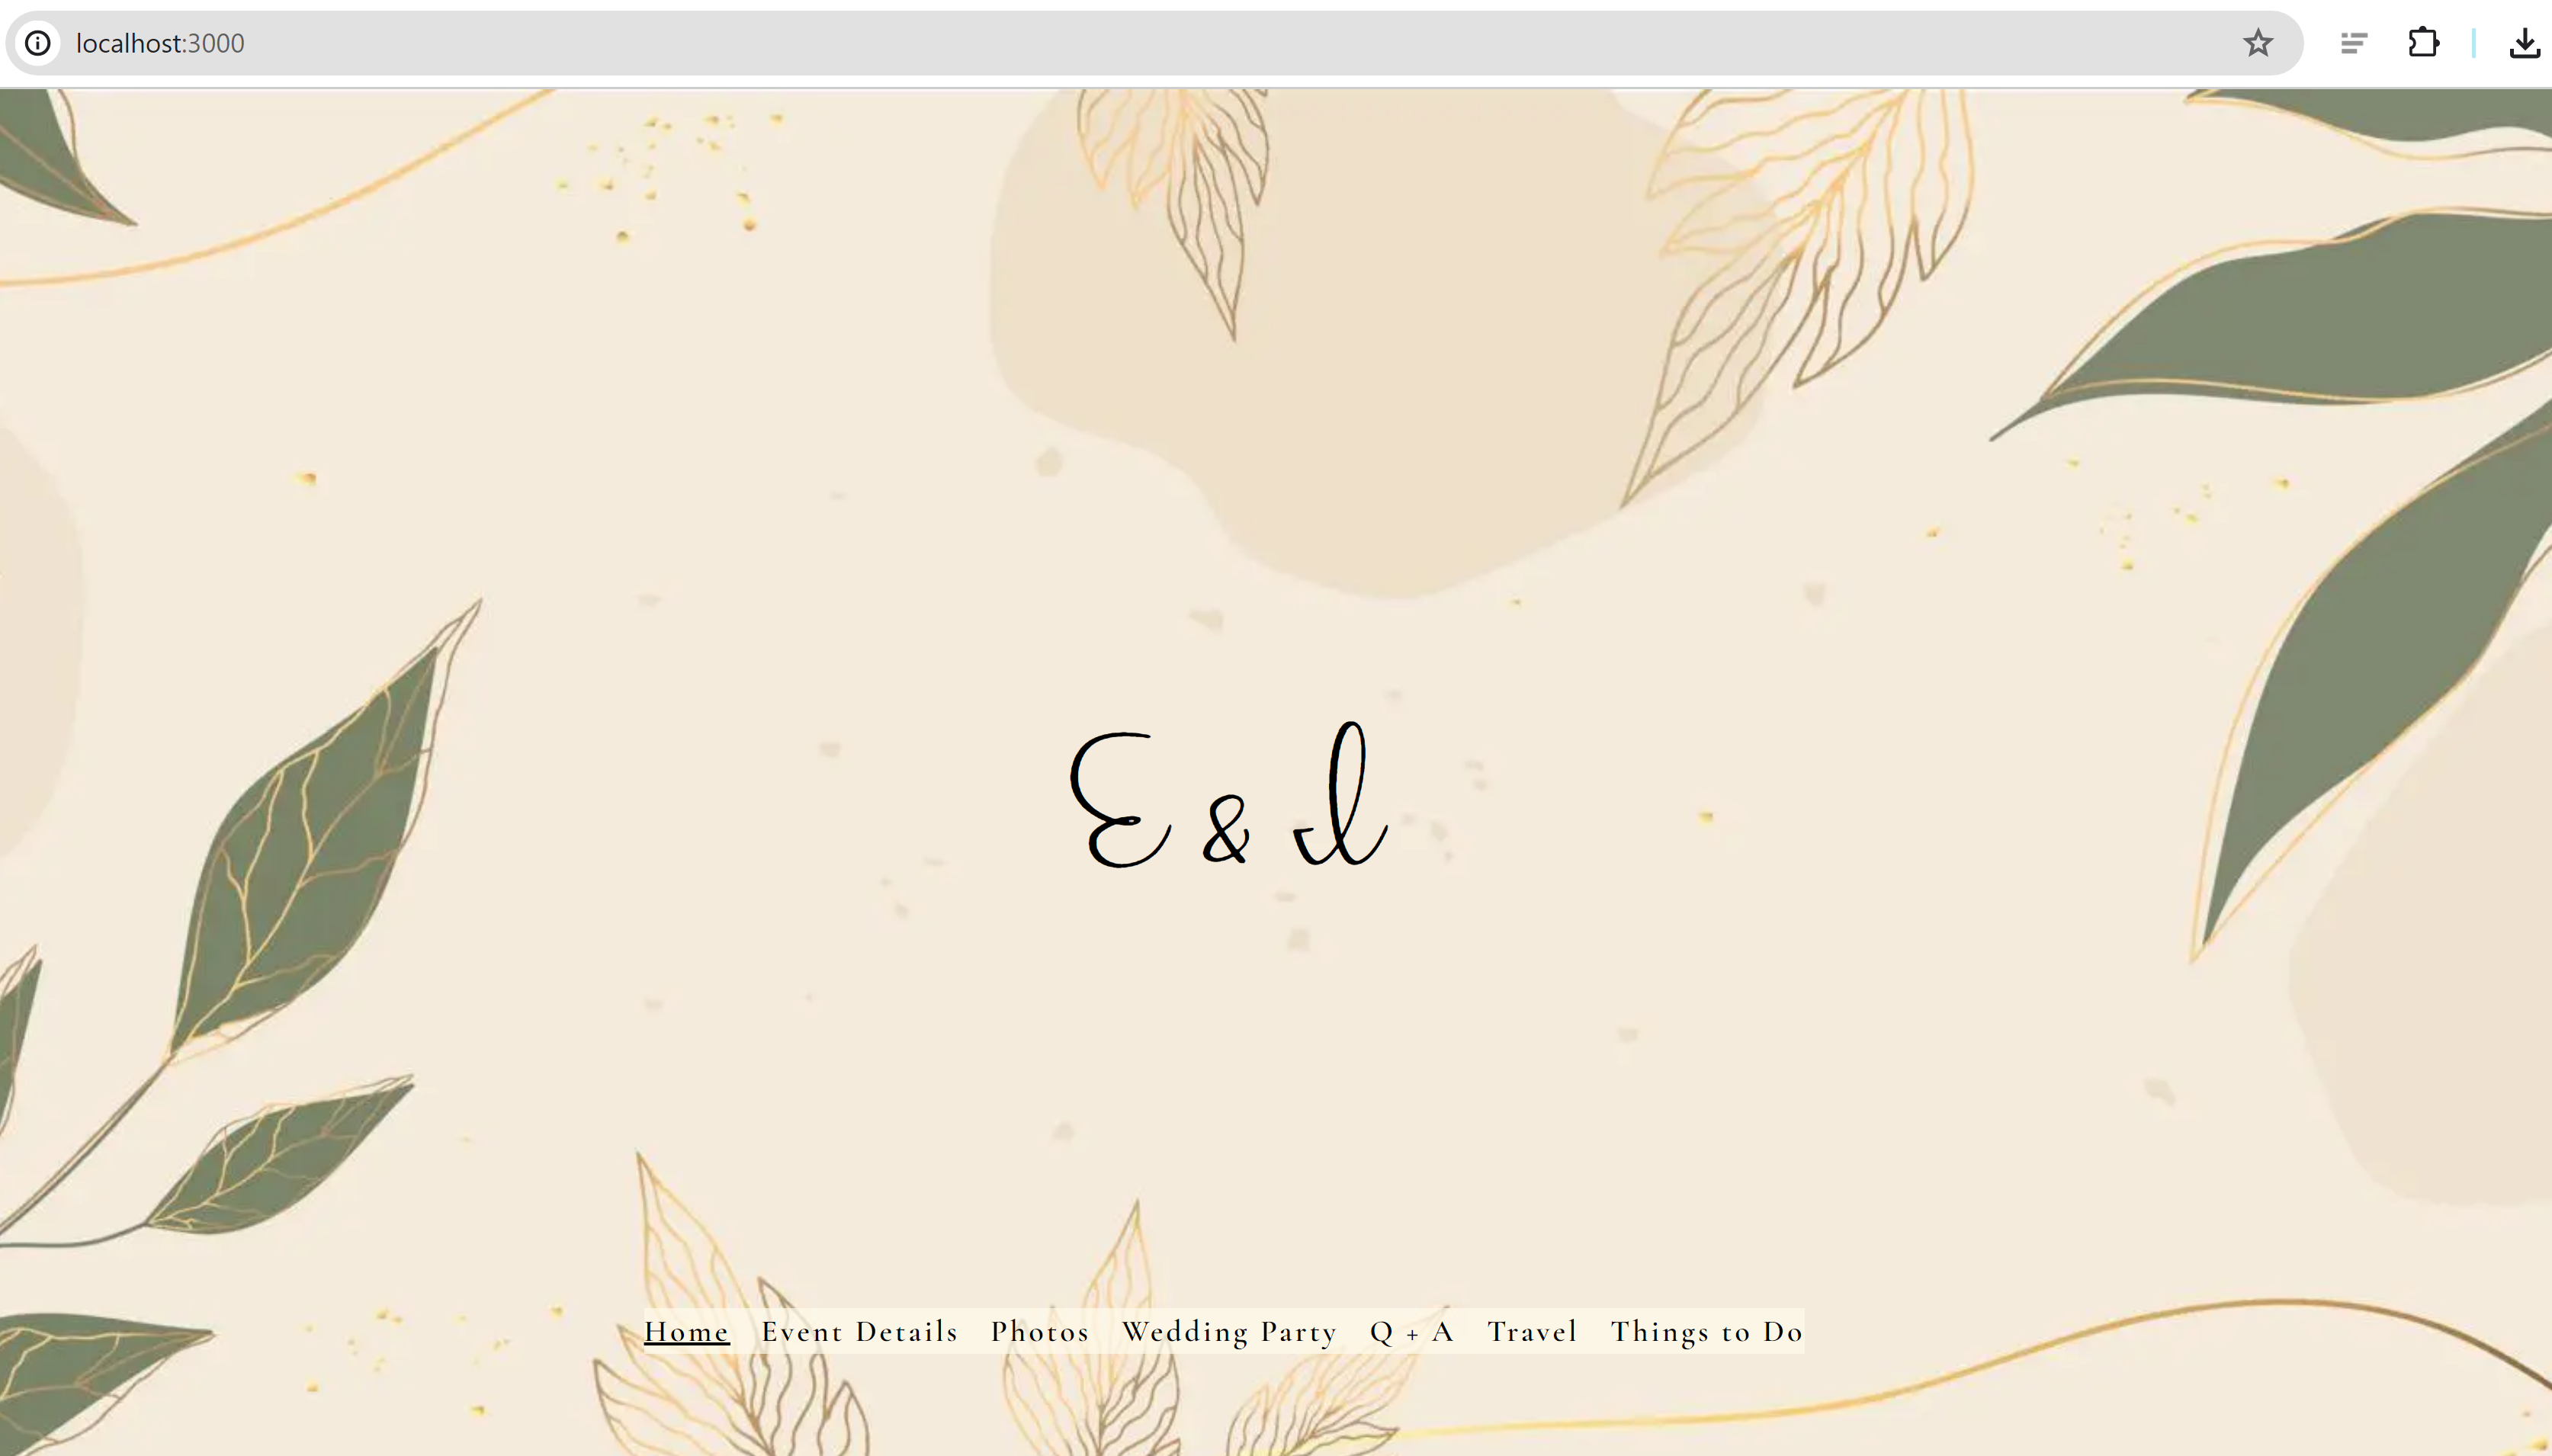 localhost:3000
E & I
Home Event Details Photos Wedding Party Q + A Travel Things to Do